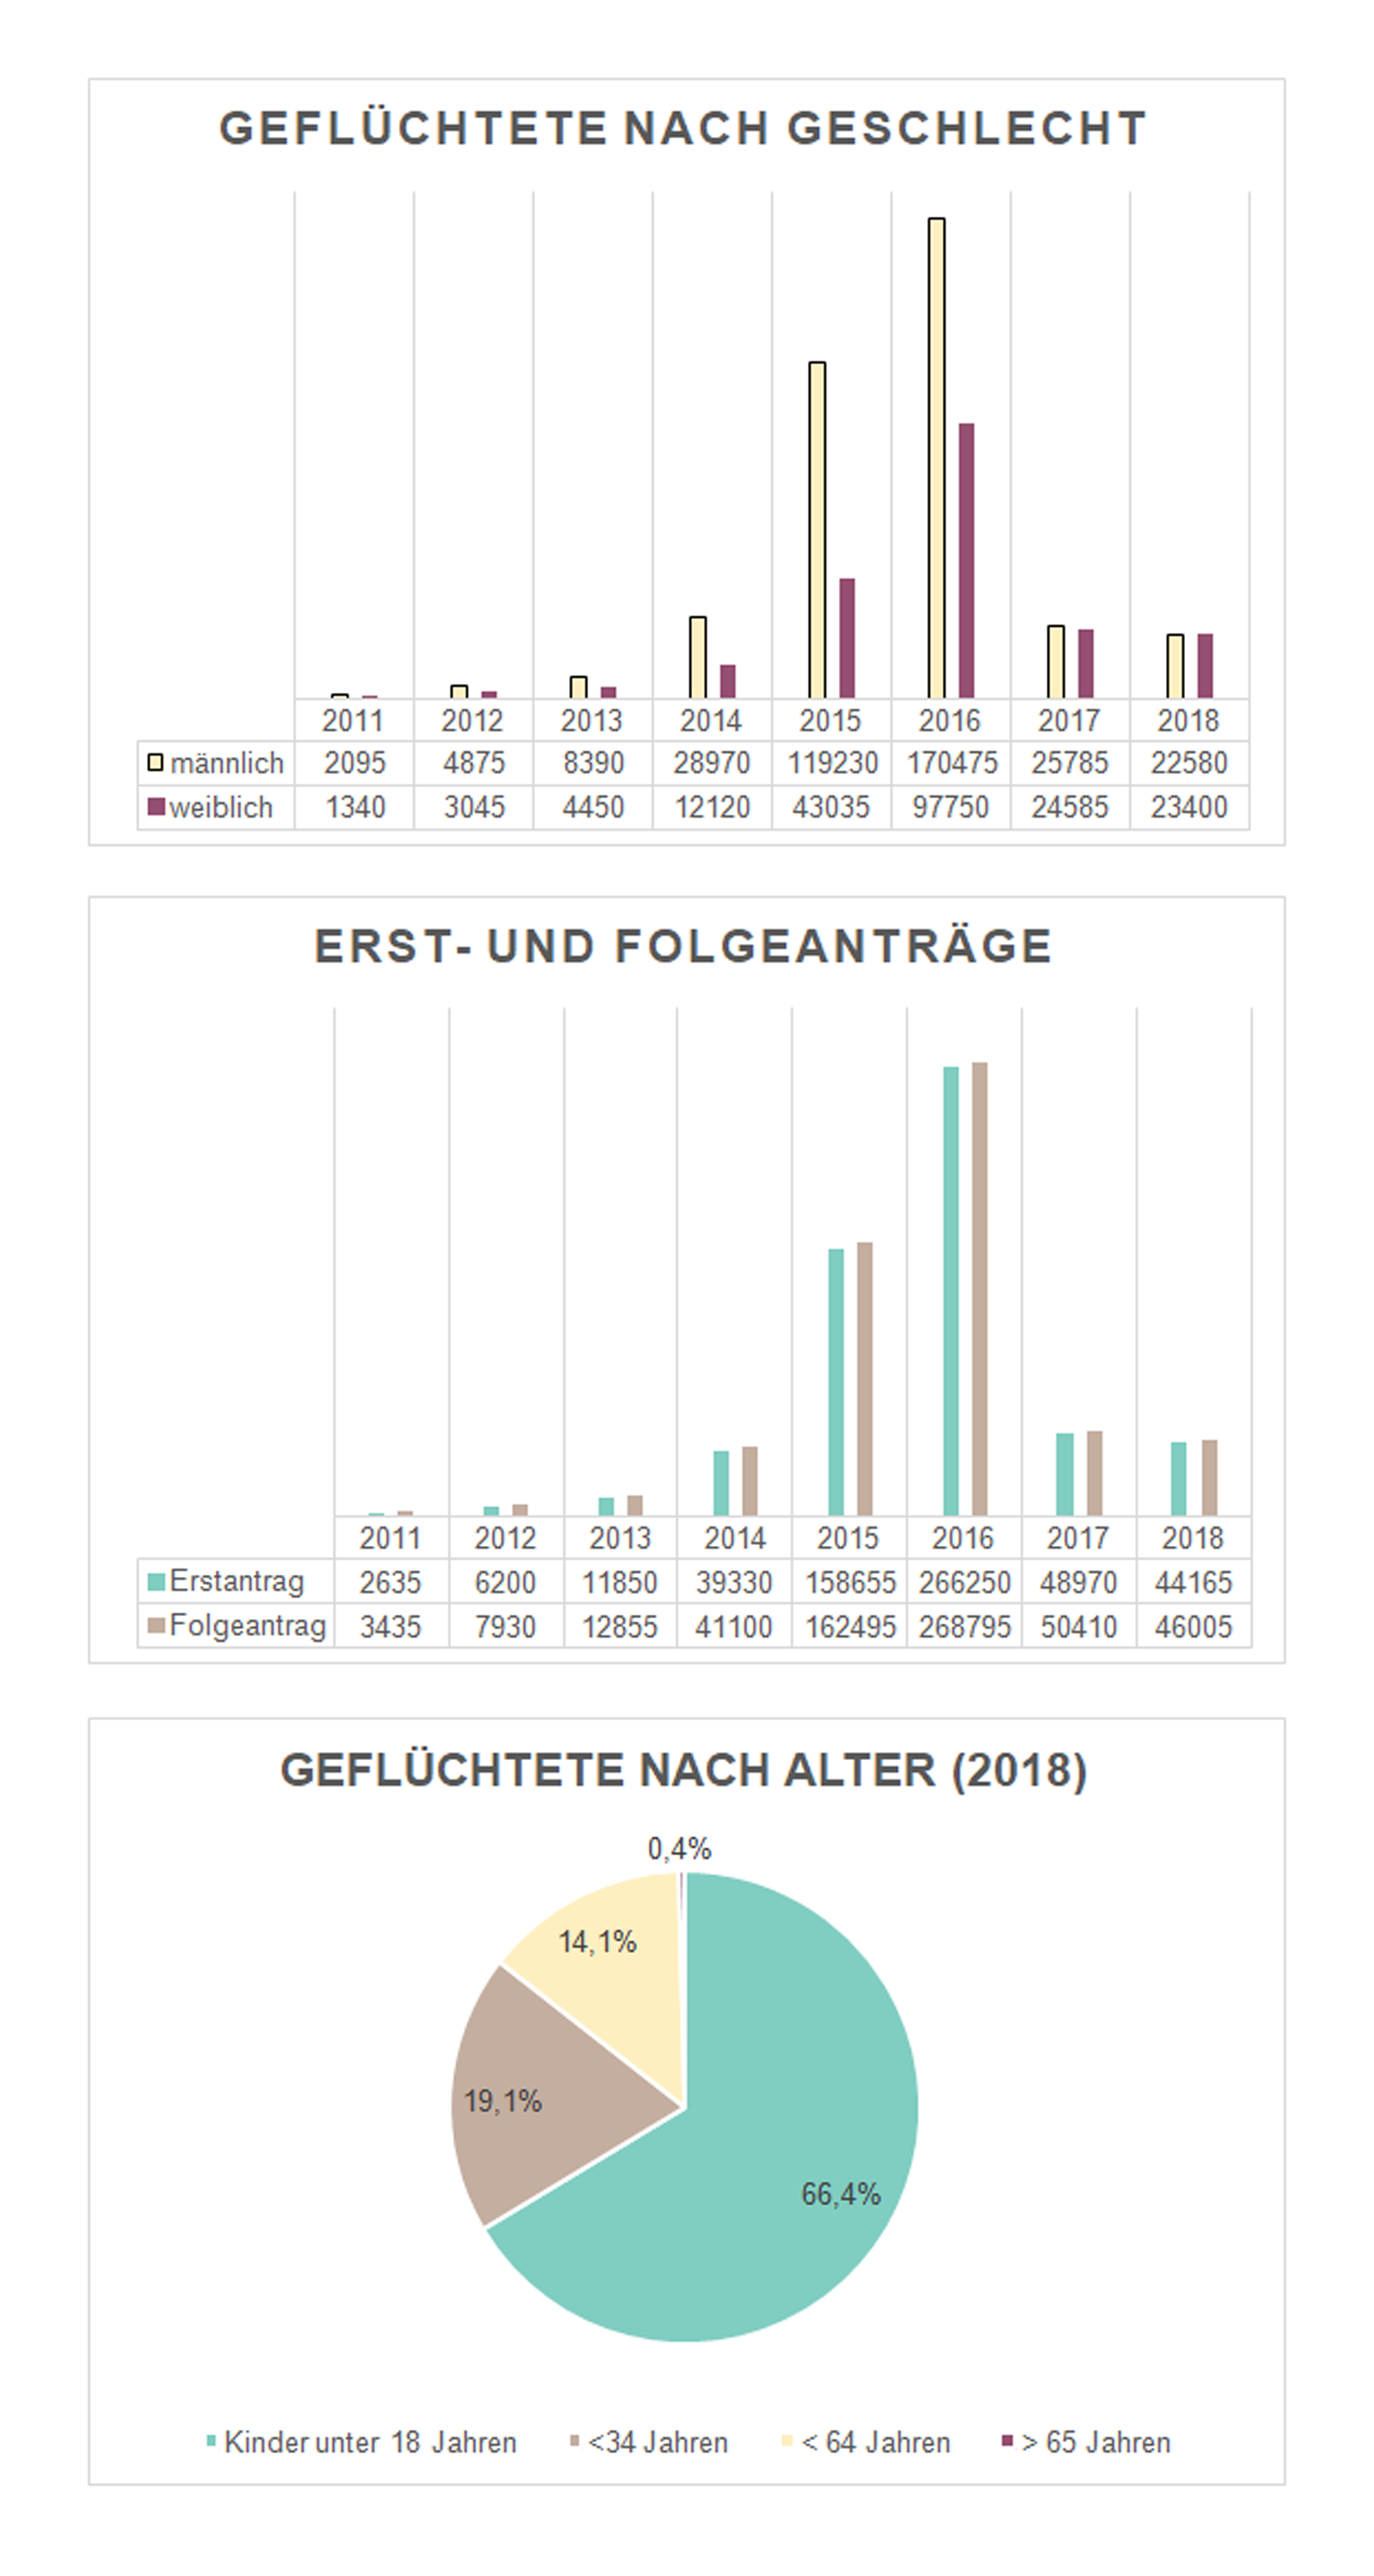 GEFLÜCHTETE NACH GESCHLECHT
2011 2012 2013 2014 2015 2016 2017 2018
männlich 2095 4875 8390 28970 119230 170475 25785 22580
weiblich 1340 3045 4450 12120 43035 97750 24585 23400
ERST- UND FOLGEANTRÄGE
2011 2012 2013 2014 2015 2016 2017 2018
Erstantrag 2635 6200 11850 39330 158655 266250 48970 44165
Folgeantrag 3435 7930 12855 41100 162495 268795 50410 46005
GEFLÜCHTETE NACH ALTER (2018)
0,4%
14,1%
19,1%
66,4%
Kinder unter 18 Jahren <34 Jahren < 64 Jahren > 65 Jahren